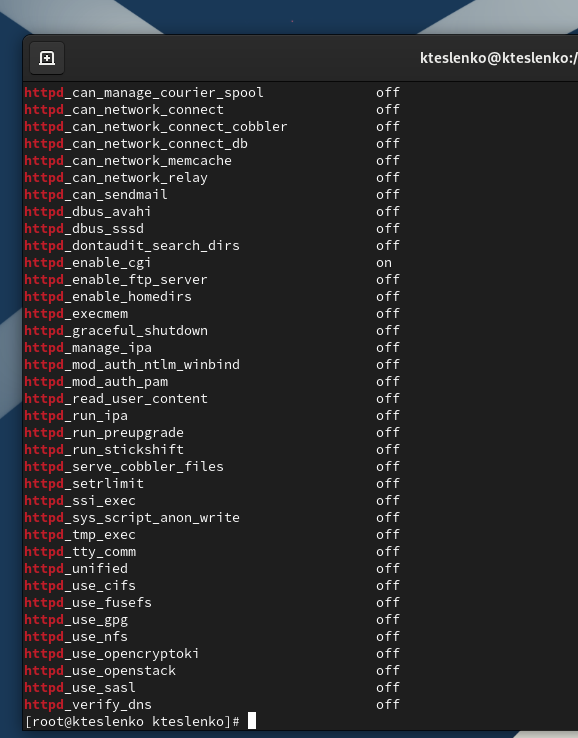 kteslenko@kteslenko:/
httpd_can_manage_courier_spool off
httpd_can_network_connect off
httpd_can_network_connect_cobbler off
httpd_can_network_connect_db off
httpd_can_network_memcache off
httpd_can_network_relay off
httpd_can_sendmail off
httpd_dbus_avahi off
httpd_dbus_sssd off
httpd_dontaudit_search_dirs off
httpd_enable_cgi on
httpd_enable_ftp_server off
httpd_enable_homedirs off
httpd_execmem off
httpd_graceful_shutdown off
httpd_manage_ipa off
httpd_mod_auth_ntlm_winbind off
httpd_mod_auth_pam off
httpd_read_user_content off
httpd_run_ipa off
httpd_run_preupgrade off
httpd_run_stickshift off
httpd_serve_cobbler_files off
httpd_setrlimit off
httpd_ssi_exec off
httpd_sys_script_anon_write off
httpd_tmp_exec off
httpd_tty_comm off
httpd_unified off
httpd_use_cifs off
httpd_use_fusefs off
httpd_use_gpg off
httpd_use_nfs off
httpd_use_opencryptoki off
httpd_use_openstack off
httpd_use_sasl off
httpd_verify_dns off
[root@kteslenko kteslenko]#